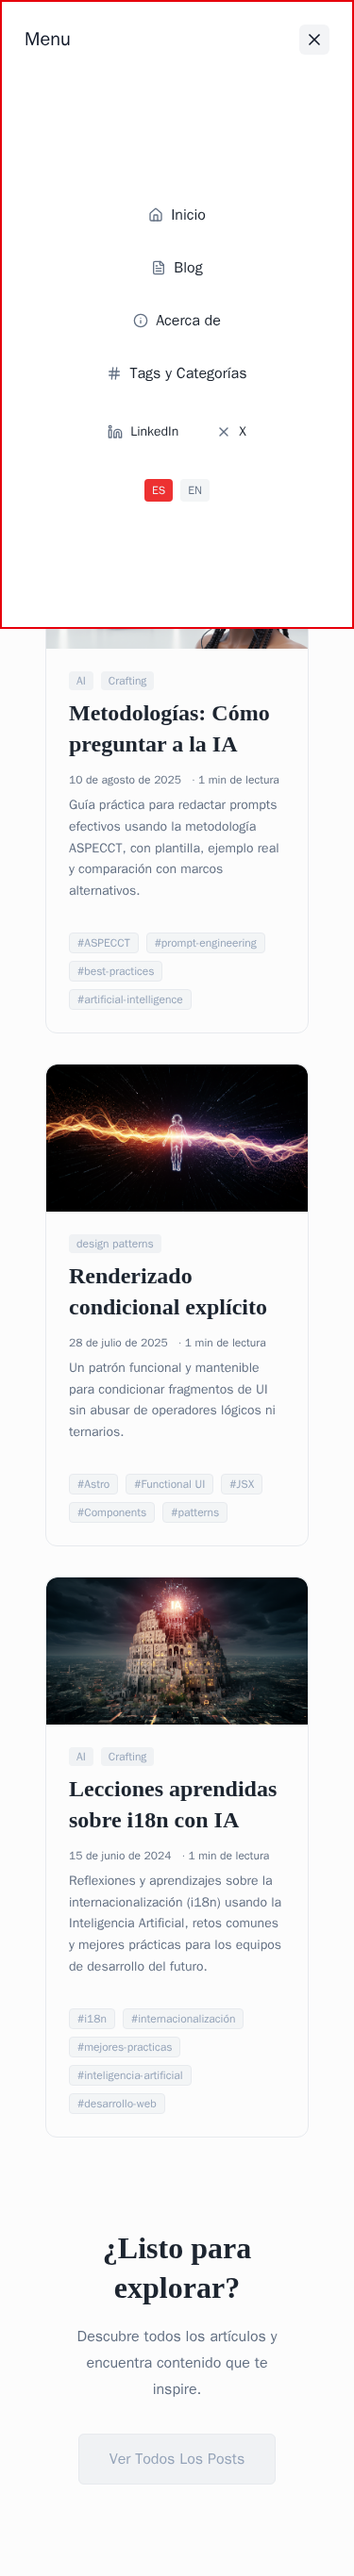 Menu
Inicio
Blog
Acerca de
Tags y Categorías
LinkedIn X
ES EN
AI Crafting
Metodologías: Cómo
preguntar a la IA
10 de agosto de 2025 · 1 min de lectura
Guía práctica para redactar prompts
efectivos usando la metodología
ASPECCT, con plantilla, ejemplo real
y comparación con marcos
alternativos.
#ASPECCT #prompt-engineering
#best-practices
#artificial-intelligence
design patterns
Renderizado
condicional explícito
28 de julio de 2025 · 1 min de lectura
Un patrón funcional y mantenible
para condicionar fragmentos de UI
sin abusar de operadores lógicos ni
ternarios.
#Astro #Functional UI #JSX
#Components #patterns
IA
AI Crafting
Lecciones aprendidas
sobre i18n con IA
15 de junio de 2024 · 1 min de lectura
Reflexiones y aprendizajes sobre la
internacionalización (i18n) usando la
Inteligencia Artificial, retos comunes
y mejores prácticas para los equipos
de desarrollo del futuro.
#i18n #internacionalización
#mejores-practicas
#inteligencia-artificial
#desarrollo-web
¿Listo para
explorar?
Descubre todos los artículos y
encuentra contenido que te
inspire.
Ver Todos Los Posts